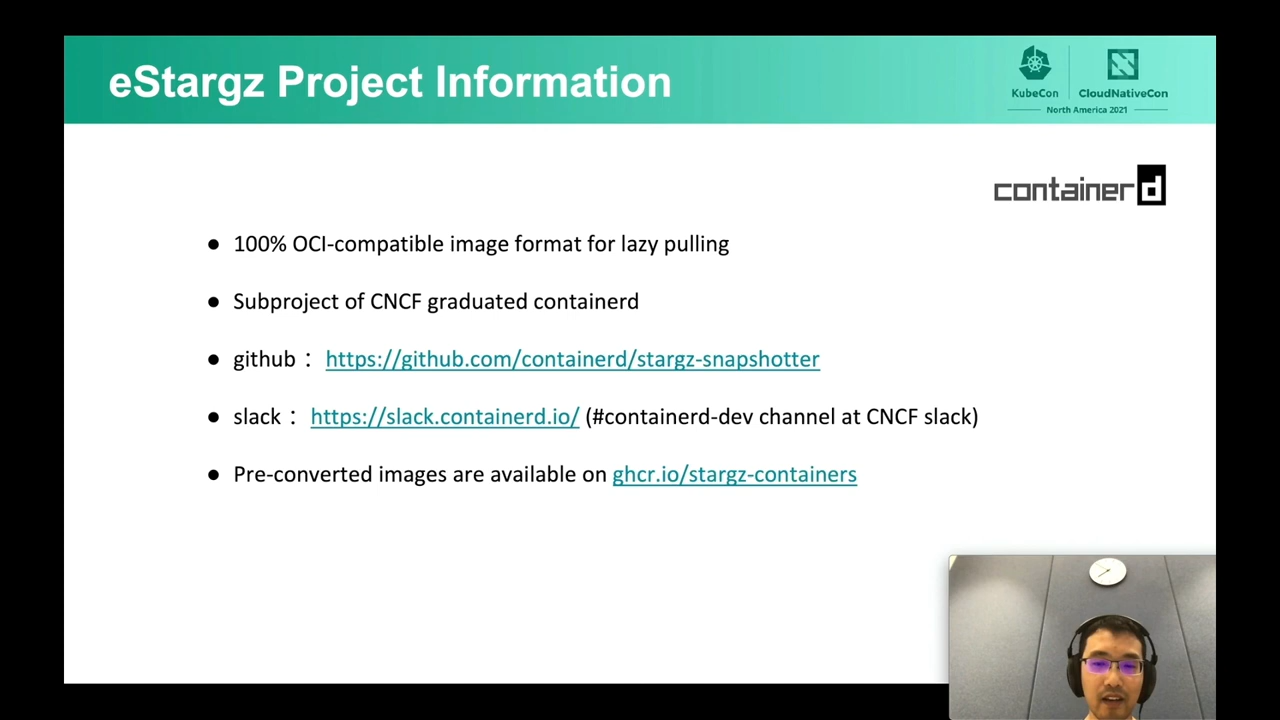 eStargz Project Information
KubeCon
CloudNativeCon
North America 2021
containerd
● 100% OCI-compatible image format for lazy pulling
● Subproject of CNCF graduated containerd
● github： https://github.com/containerd/stargz-snapshotter
● slack： https://slack.containerd.io/ (#containerd-dev channel at CNCF slack)
● Pre-converted images are available on ghcr.io/stargz-containers